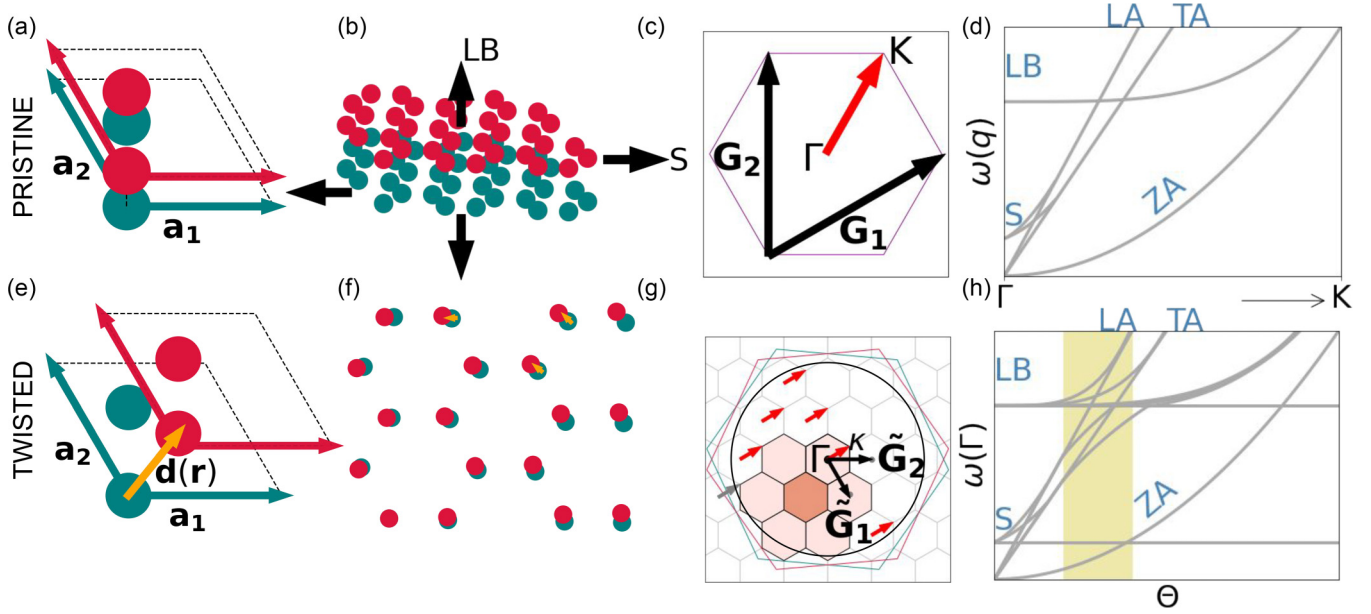 (a)
(b)
(c)
(d)
PRISTINE
a₂
a₁
LB
S
K
Γ
G₂
G₁
LA TA
LB
S
ZA
ω(q)
Γ → K
(e)
(f)
(g)
(h)
TWISTED
a₂
d(r)
a₁
Γ
κ
G̃₂
G̃₁
LA TA
LB
S
ZA
ω(Γ)
Θ